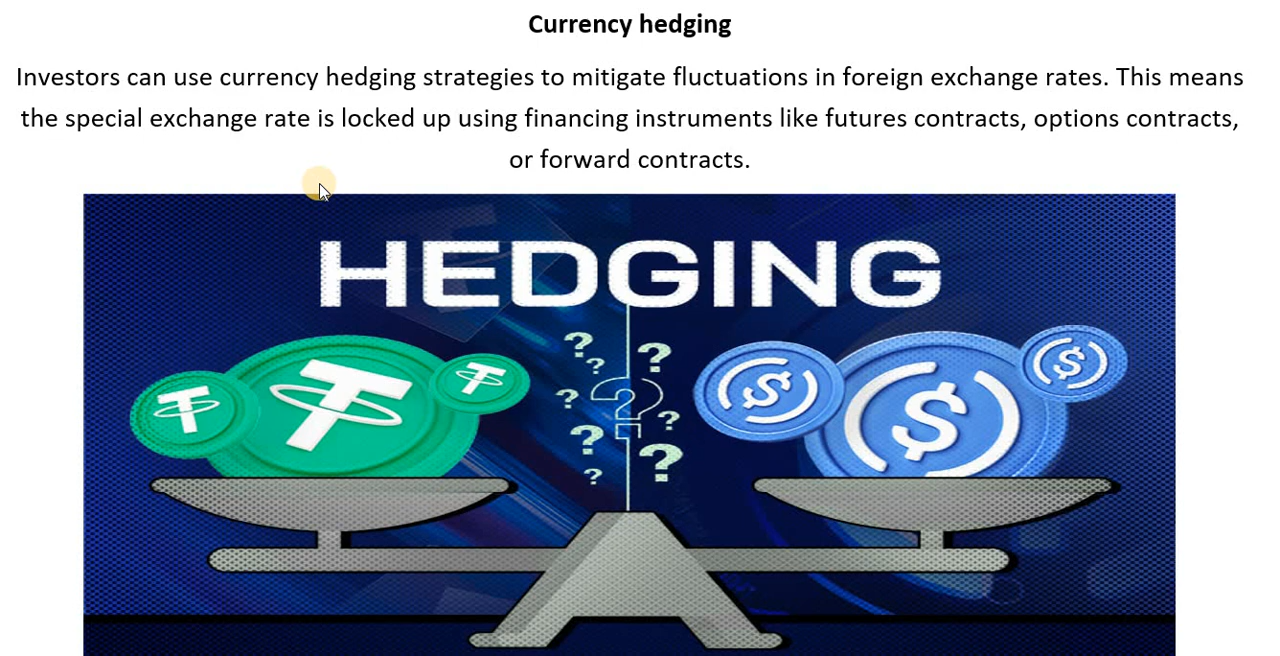 Currency hedging
Investors can use currency hedging strategies to mitigate fluctuations in foreign exchange rates. This means
the special exchange rate is locked up using financing instruments like futures contracts, options contracts,
or forward contracts.
HEDGING
? ? ?
? ? ?
? ?
? ?